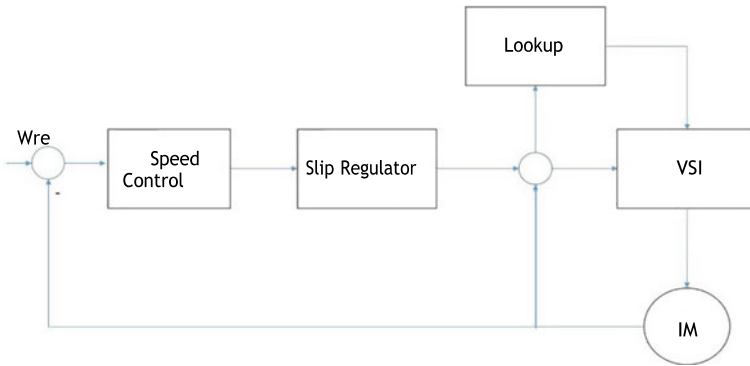 Lookup
Wre
Speed
Control
Slip Regulator
VSI
-
IM